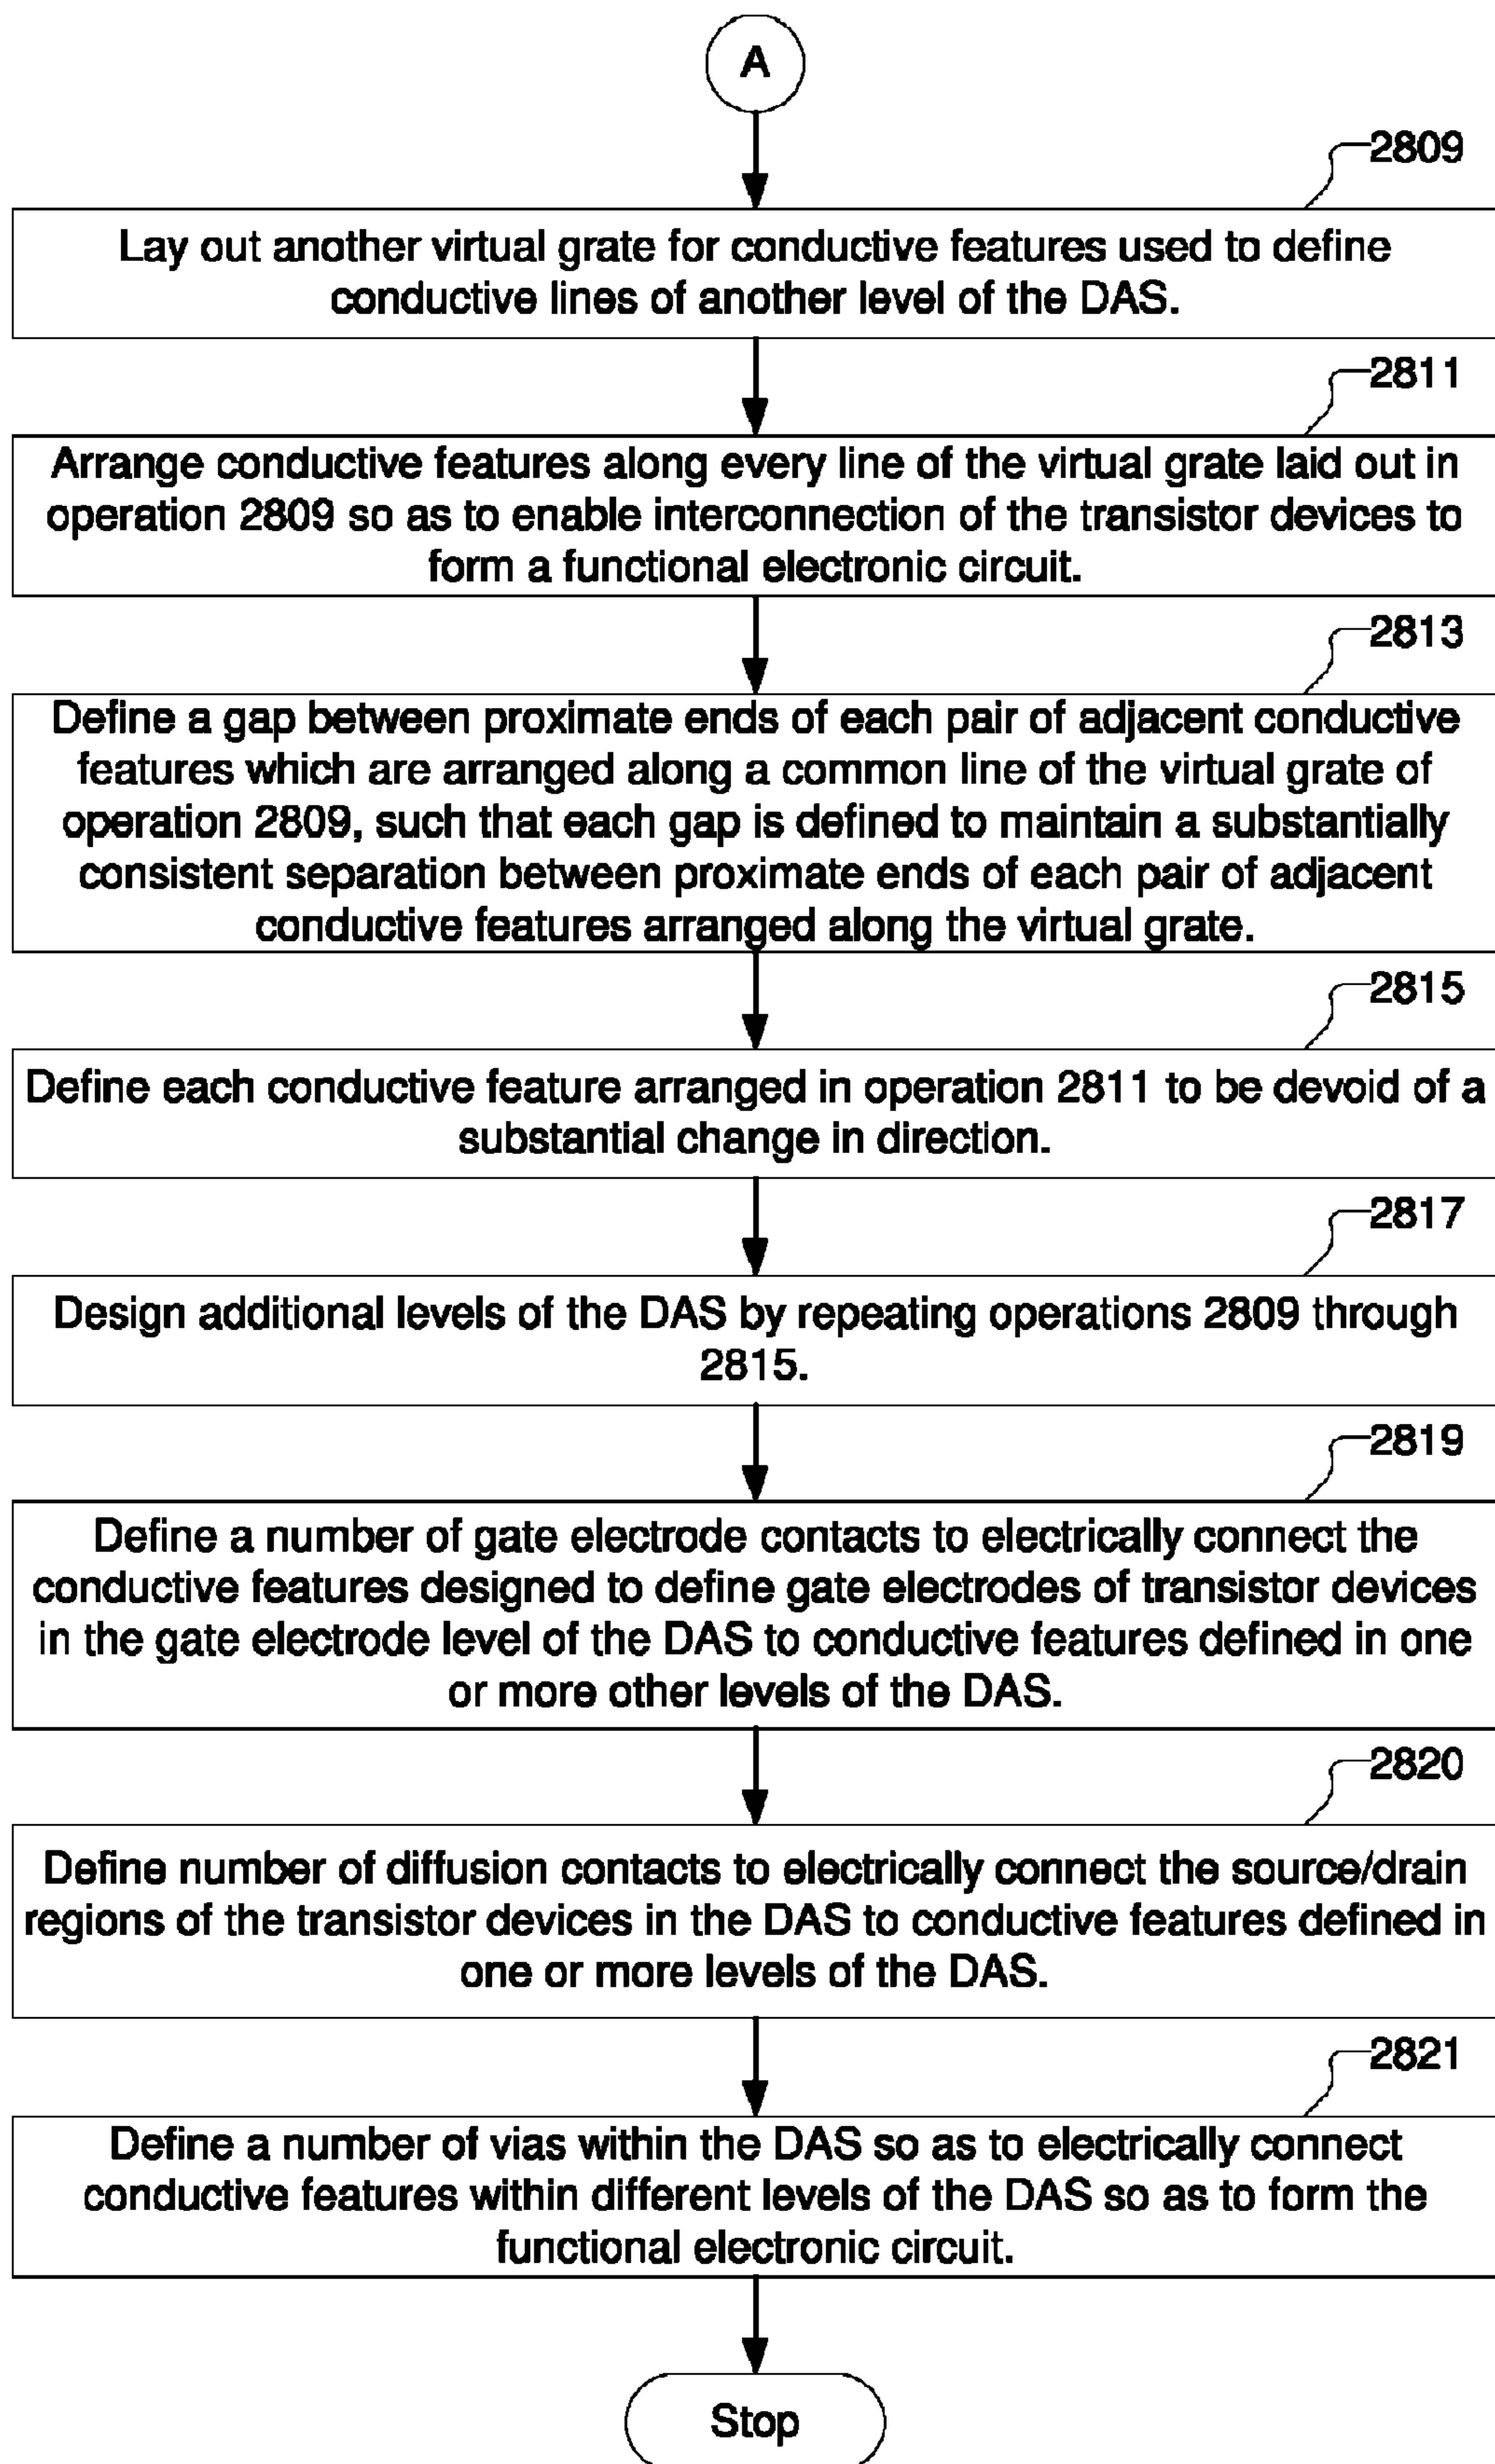 A
2809
Lay out another virtual grate for conductive features used to define
conductive lines of another level of the DAS.
2811
Arrange conductive features along every line of the virtual grate laid out in
operation 2809 so as to enable interconnection of the transistor devices to
form a functional electronic circuit.
2813
Define a gap between proximate ends of each pair of adjacent conductive
features which are arranged along a common line of the virtual grate of
operation 2809, such that each gap is defined to maintain a substantially
consistent separation between proximate ends of each pair of adjacent
conductive features arranged along the virtual grate.
2815
Define each conductive feature arranged in operation 2811 to be devoid of a
substantial change in direction.
2817
Design additional levels of the DAS by repeating operations 2809 through
2815.
2819
Define a number of gate electrode contacts to electrically connect the
conductive features designed to define gate electrodes of transistor devices
in the gate electrode level of the DAS to conductive features defined in one
or more other levels of the DAS.
2820
Define number of diffusion contacts to electrically connect the source/drain
regions of the transistor devices in the DAS to conductive features defined in
one or more levels of the DAS.
2821
Define a number of vias within the DAS so as to electrically connect
conductive features within different levels of the DAS so as to form the
functional electronic circuit.
Stop